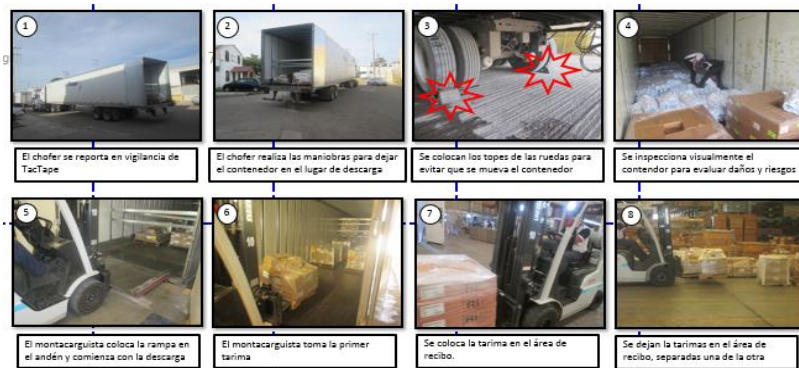 1
2
3
4
El chofer se reporta en vigilancia de
TacTape
El chofer realiza las maniobras para dejar
el contenedor en el lugar de descarga
Se colocan los topes de las ruedas para
evitar que se mueva el contenedor
Se inspecciona visualmente el
contendor para evaluar daños y riesgos
5
6
7
8
El montacarguista coloca la rampa en
el andén y comienza con la descarga
El montacarguista toma la primer
tarima
Se coloca la tarima en el área de
recibo.
Se dejan la tarimas en el área de
recibo, separadas una de la otra